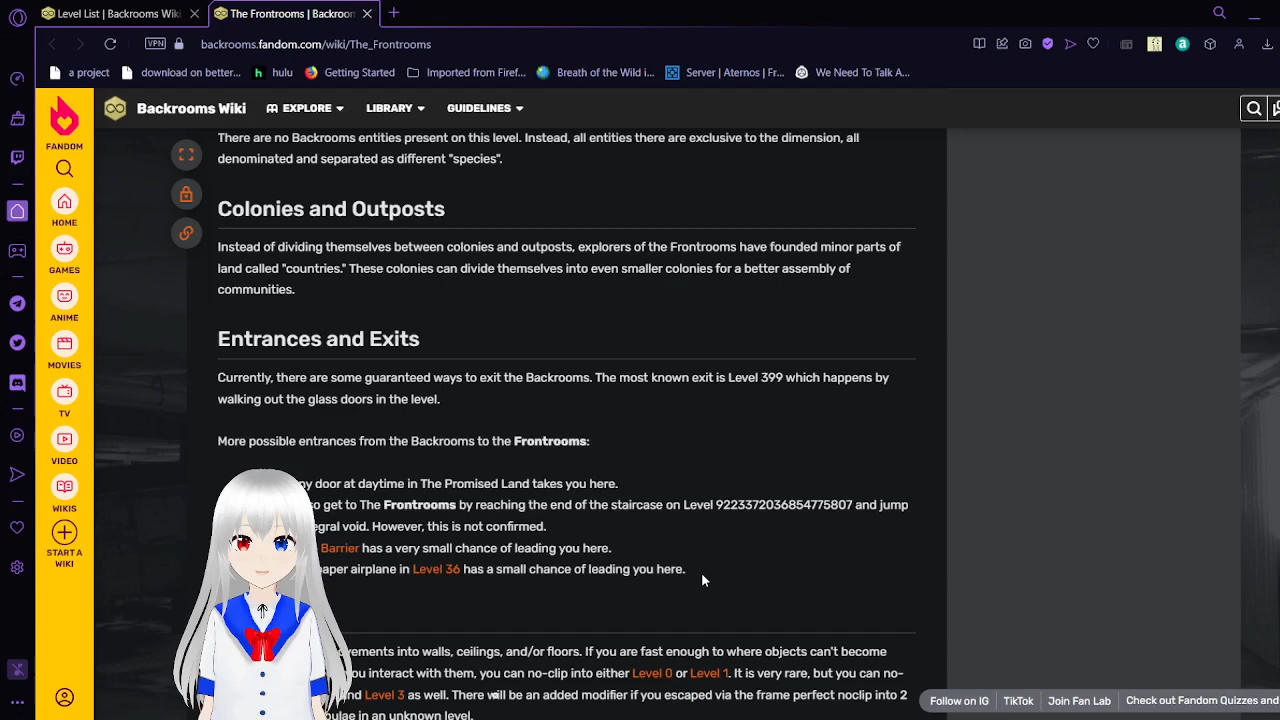 Level List | Backrooms Wiki
The Frontrooms | Backroom
VPN
backrooms.fandom.com/wiki/The_Frontrooms
a project
download on better...
hulu
Getting Started
Imported from Firef...
Breath of the Wild i...
Server | Aternos | Fr...
We Need To Talk A...
FANDOM
HOME
GAMES
ANIME
MOVIES
TV
VIDEO
WIKIS
START A
WIKI
Backrooms Wiki
EXPLORE
LIBRARY
GUIDELINES
There are no Backrooms entities present on this level. Instead, all entities there are exclusive to the dimension, all
denominated and separated as different "species".
Colonies and Outposts
Instead of dividing themselves between colonies and outposts, explorers of the Frontrooms have founded minor parts of
land called "countries." These colonies can divide themselves into even smaller colonies for a better assembly of
communities.
Entrances and Exits
Currently, there are some guaranteed ways to exit the Backrooms. The most known exit is Level 399 which happens by
walking out the glass doors in the level.
More possible entrances from the Backrooms to the Frontrooms:
ny door at daytime in The Promised Land takes you here.
so get to The Frontrooms by reaching the end of the staircase on Level 9223372036854775807 and jump
egral void. However, this is not confirmed.
Barrier has a very small chance of leading you here.
aper airplane in Level 36 has a small chance of leading you here.
vements into walls, ceilings, and/or floors. If you are fast enough to where objects can't become
ou interact with them, you can no-clip into either Level 0 or Level 1. It is very rare, but you can no-
nd Level 3 as well. There will be an added modifier if you escaped via the frame perfect noclip into 2
ulae in an unknown level.
Follow on IG
TikTok
Join Fan Lab
Check out Fandom Quizzes and